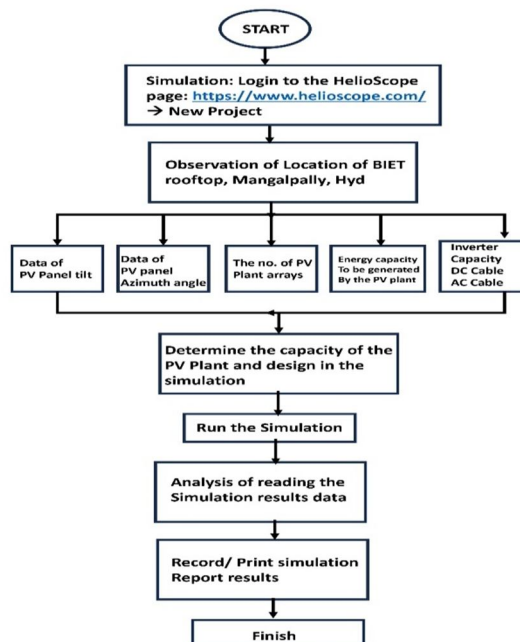 START
Simulation: Login to the HelioScope
page: https://www.helioscope.com/
→ New Project
Observation of Location of BIET
rooftop, Mangalpally, Hyd
Data of
PV Panel tilt
Data of
PV panel
Azimuth angle
The no. of PV
Plant arrays
Energy capacity
To be generated
By the PV plant
Inverter
Capacity
DC Cable
AC Cable
Determine the capacity of the
PV Plant and design in the
simulation
Run the Simulation
Analysis of reading the
Simulation results data
Record/ Print simulation
Report results
Finish